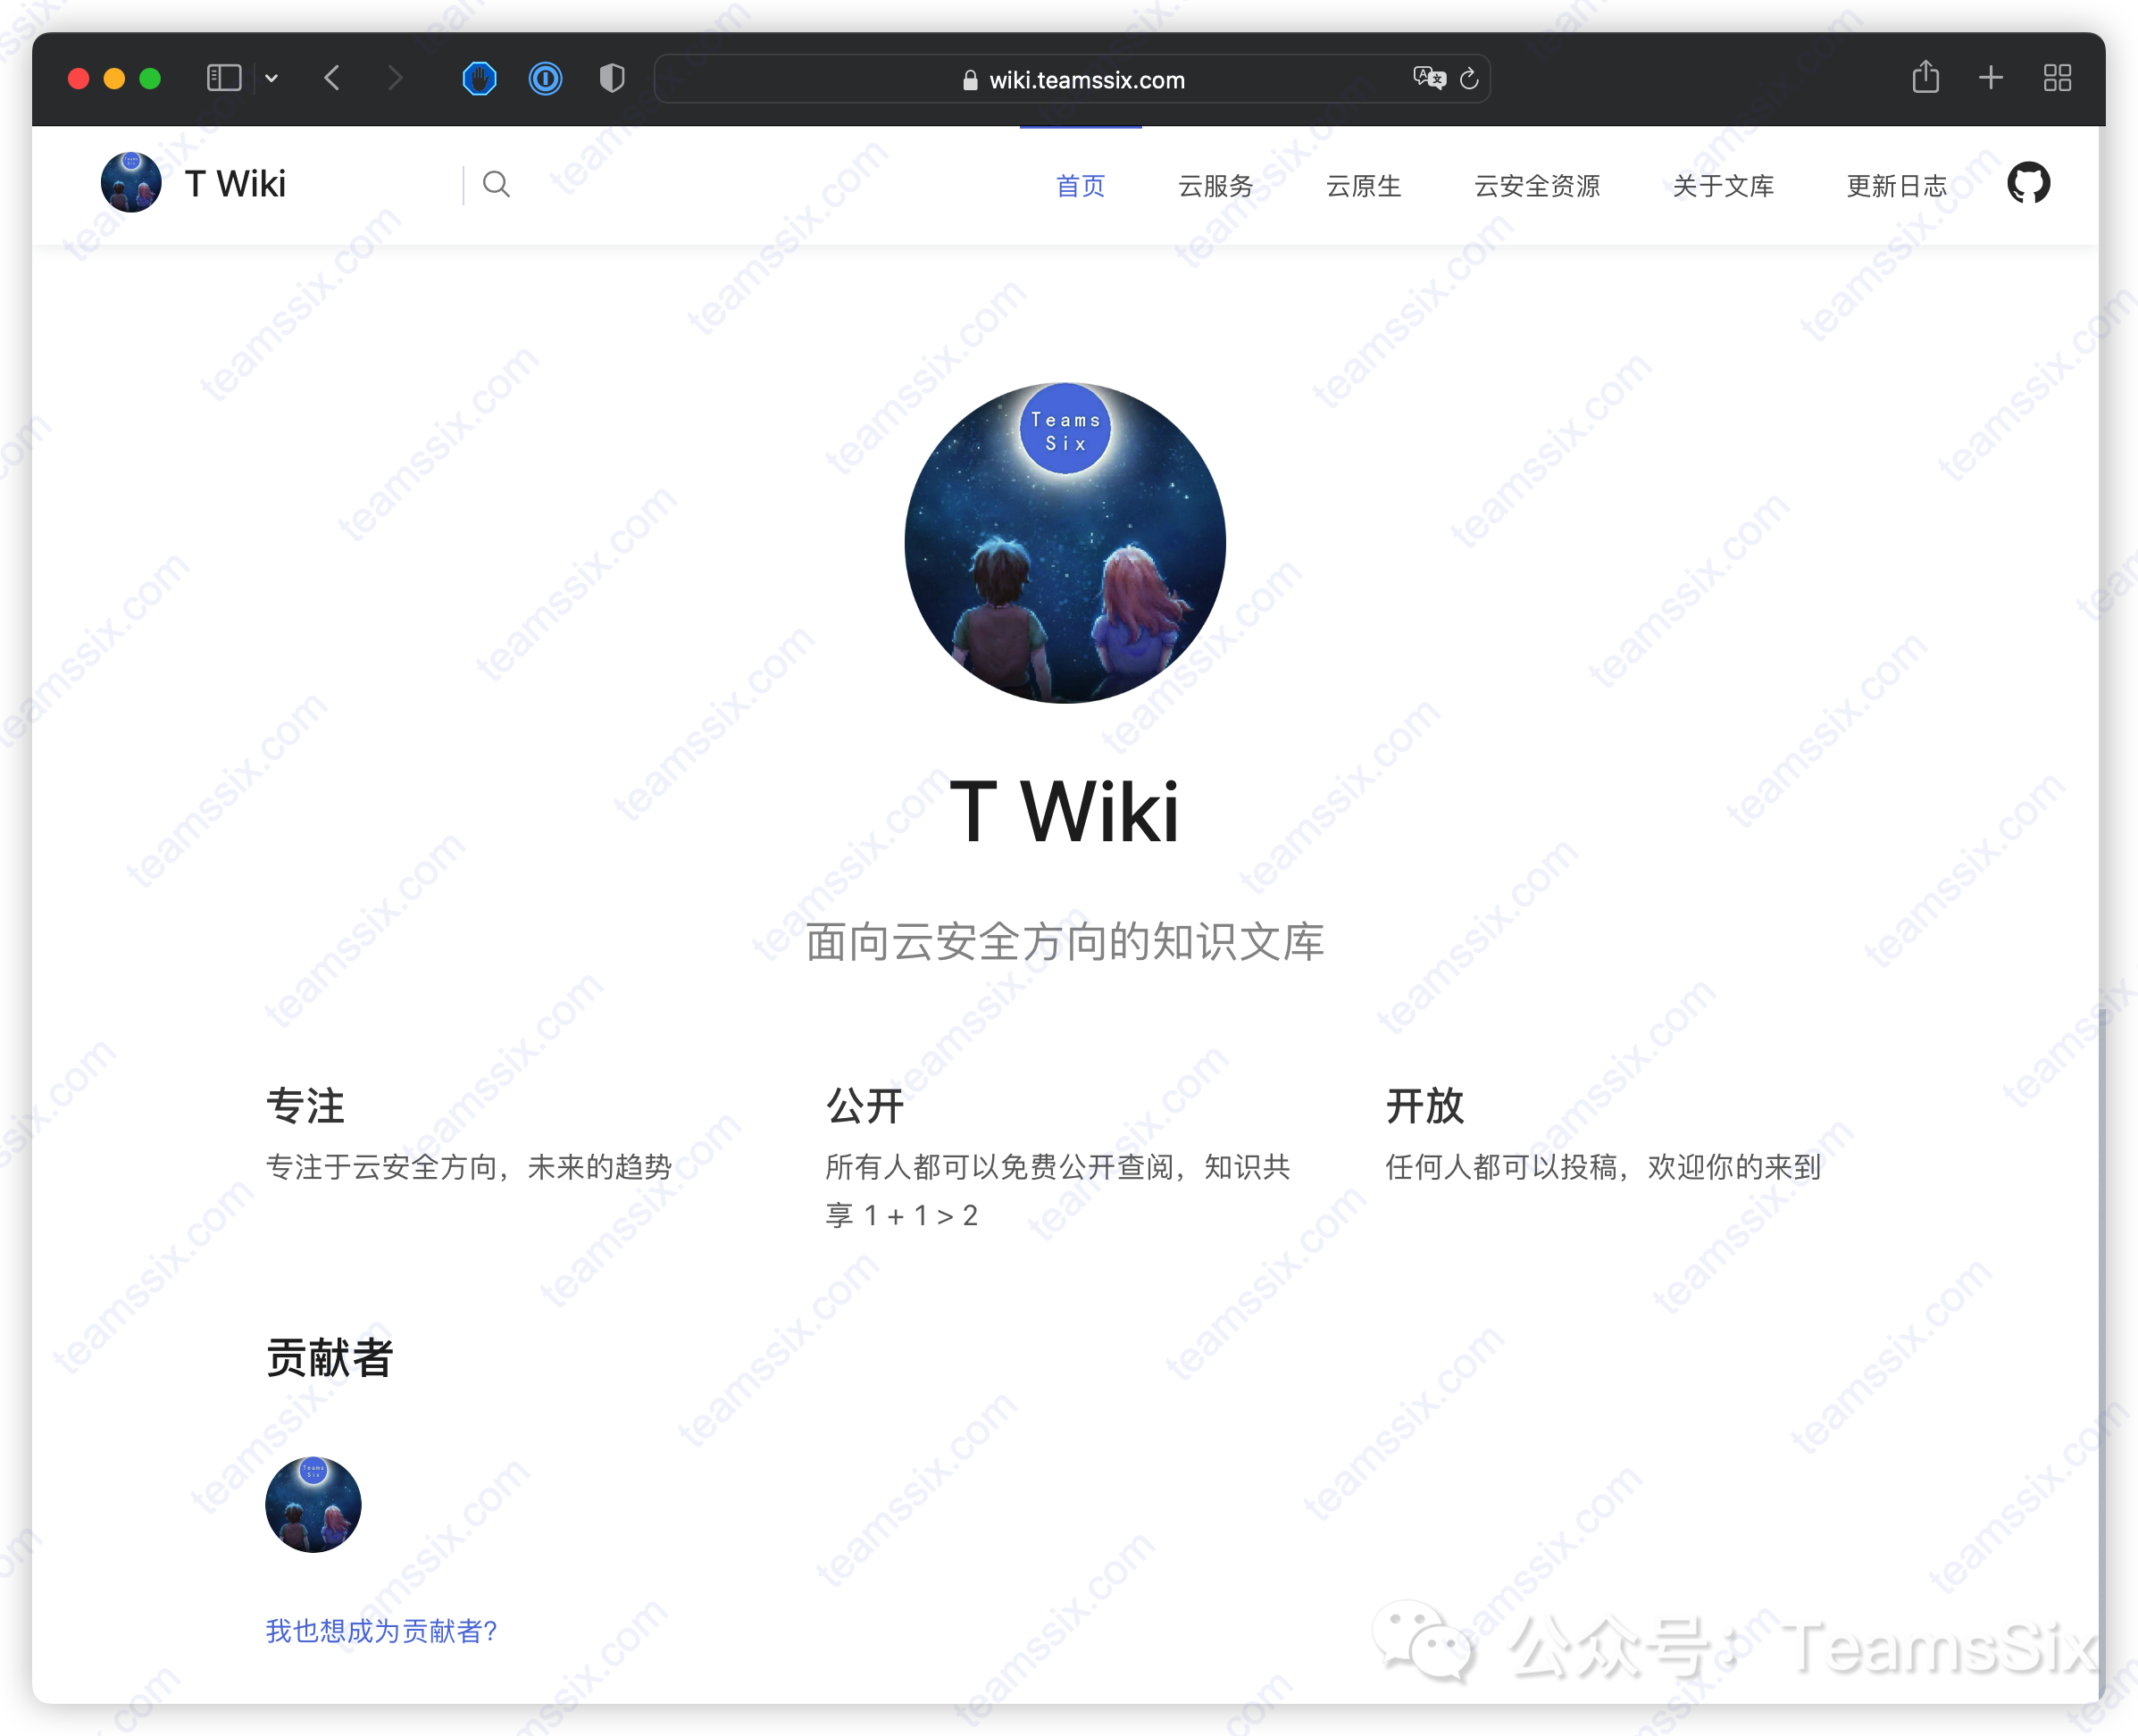 wiki.teamssix.com
T Wiki
首页 云服务 云原生 云安全资源 关于文库 更新日志
Teams
Six
T Wiki
面向云安全方向的知识文库
专注
专注于云安全方向，未来的趋势
公开
所有人都可以免费公开查阅，知识共
享 1 + 1 > 2
开放
任何人都可以投稿，欢迎你的来到
贡献者
Teams
Six
我也想成为贡献者?
公众号：TeamsSix
teamssix.com